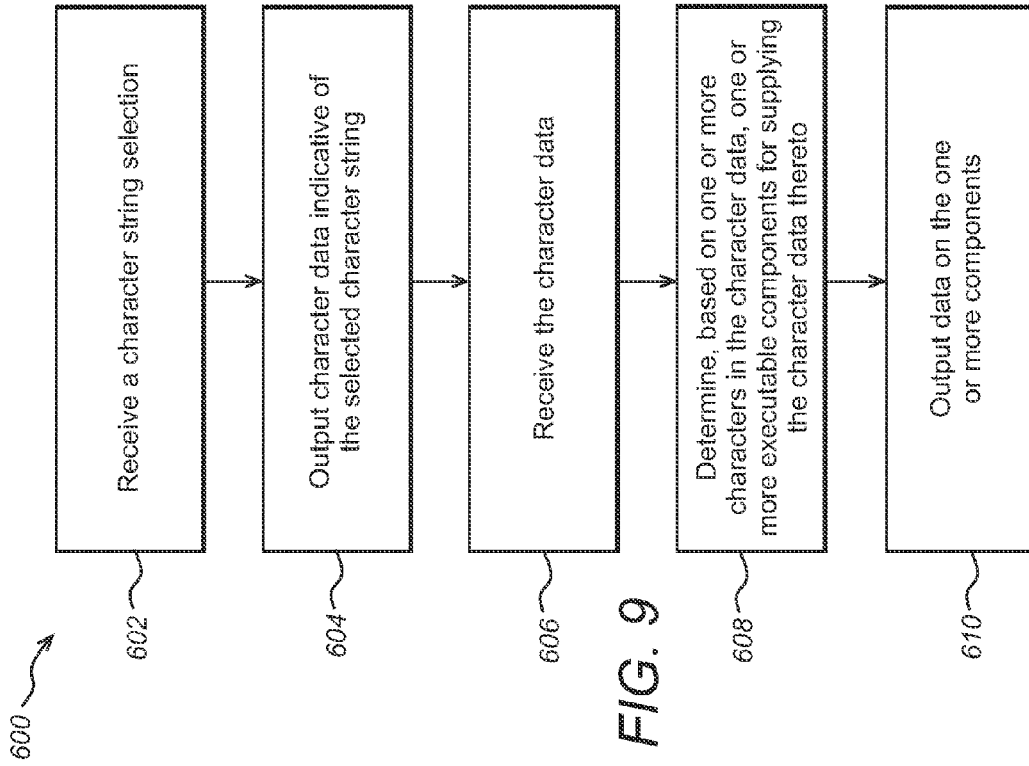 600
602
Receive a character string selection
604
Output character data indicative of
the selected character string
606
Receive the character data
608
Determine, based on one or more
characters in the character data, one or
more executable components for supplying
the character data thereto
610
Output data on the one
or more components
FIG. 9